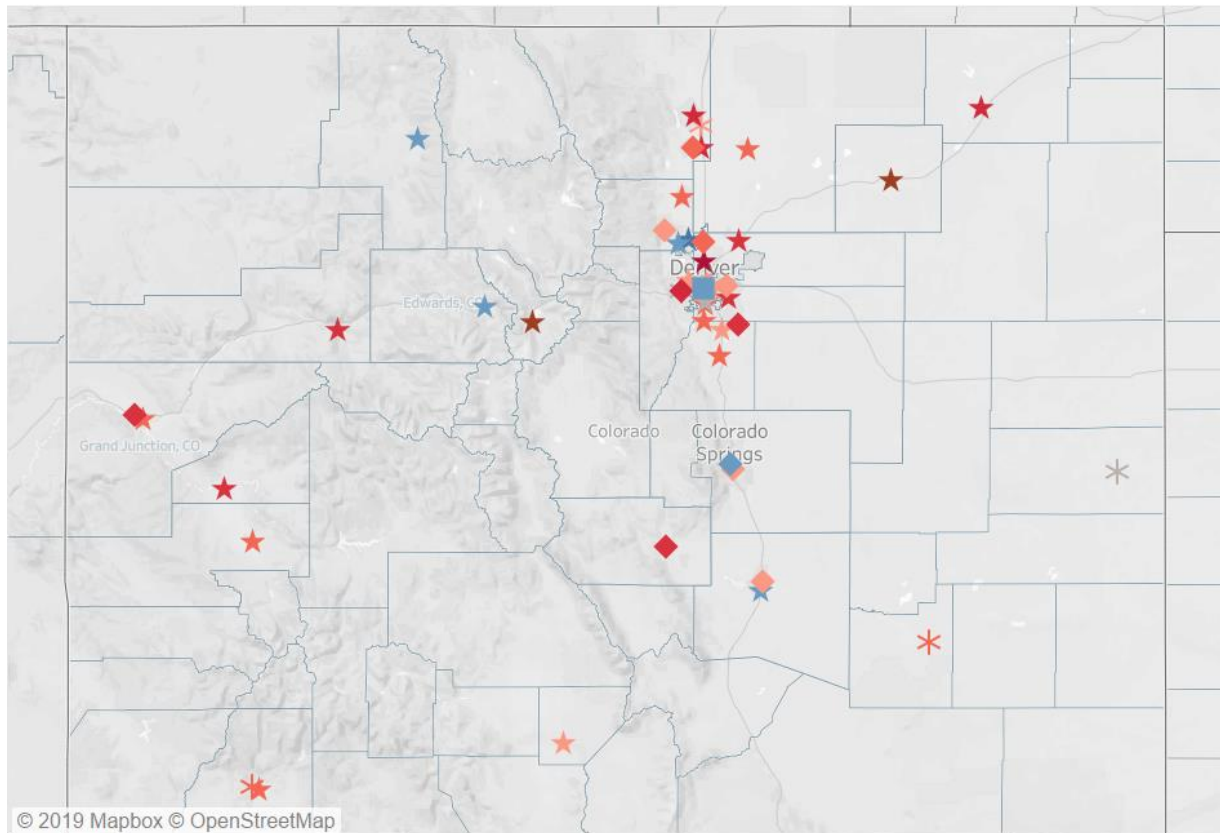 Denver
Edwards, CO
Colorado
Colorado
Springs
Grand Junction, CO
© 2019 Mapbox © OpenStreetMap